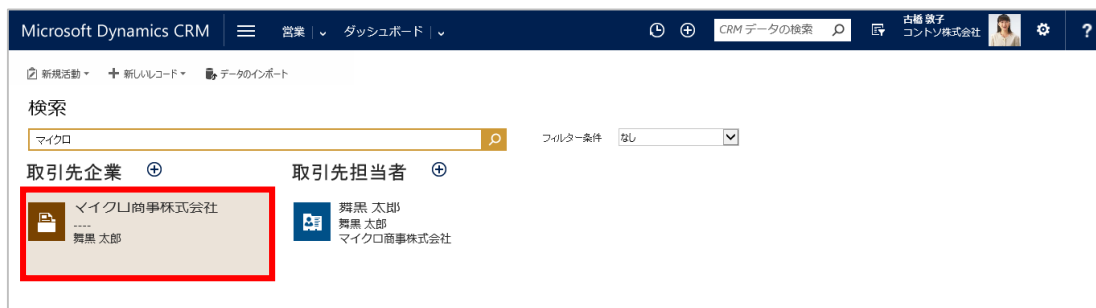 Microsoft Dynamics CRM 営業 ダッシュボード CRM データの検索 古楯 敦子
コントソ株式会社 ?
新規活動 新しいレコード データのインポート
検索
マイクロ フィルター条件 なし
取引先企業 取引先担当者
マイクロ商事株式会社
----
舞黒 太郎
舞黒 太郎
舞黒 太郎
マイクロ商事株式会社